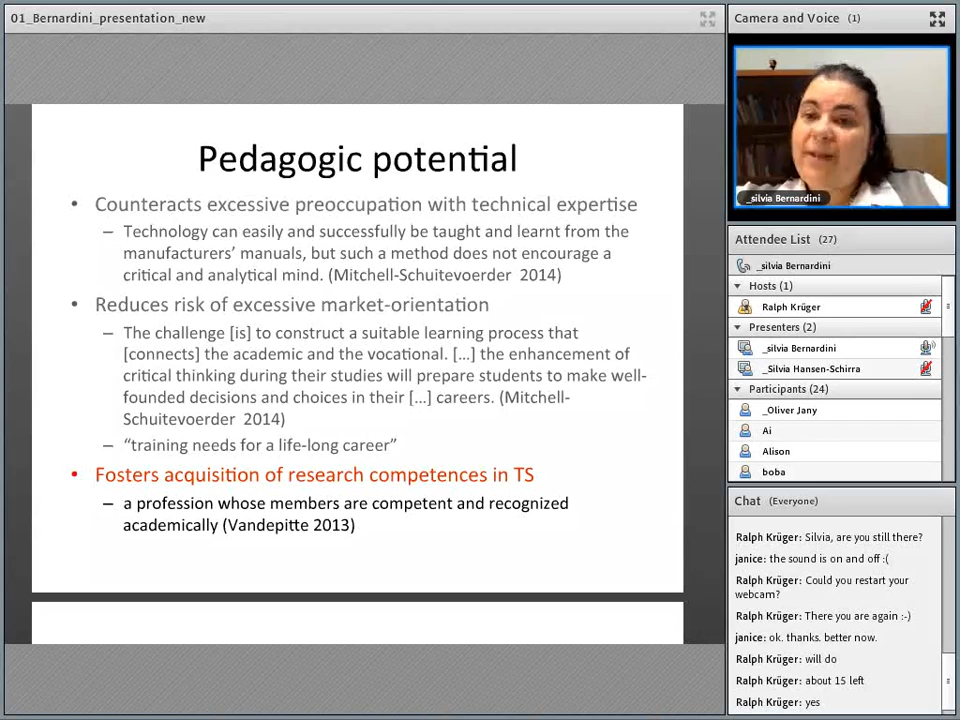 01_Bernardini_presentation_new
Pedagogic potential
• Counteracts excessive preoccupation with technical expertise
– Technology can easily and successfully be taught and learnt from the
manufacturers’ manuals, but such a method does not encourage a
critical and analytical mind. (Mitchell-Schuitevoerder 2014)
• Reduces risk of excessive market-orientation
– The challenge [is] to construct a suitable learning process that
[connects] the academic and the vocational. […] the enhancement of
critical thinking during their studies will prepare students to make well-
founded decisions and choices in their […] careers. (Mitchell-
Schuitevoerder 2014)
– “training needs for a life-long career”
• Fosters acquisition of research competences in TS
– a profession whose members are competent and recognized
academically (Vandepitte 2013)
Camera and Voice (1)
_silvia Bernardini
Attendee List (27)
_silvia Bernardini
Hosts (1)
Ralph Krüger
Presenters (2)
_silvia Bernardini
_Silvia Hansen-Schirra
Participants (24)
_Oliver Jany
Ai
Alison
boba
Chat (Everyone)
Ralph Krüger: Silvia, are you still there?
janice: the sound is on and off :(
Ralph Krüger: Could you restart your
webcam?
Ralph Krüger: There you are again :-)
janice: ok. thanks. better now.
Ralph Krüger: will do
Ralph Krüger: about 15 left
Ralph Krüger: yes